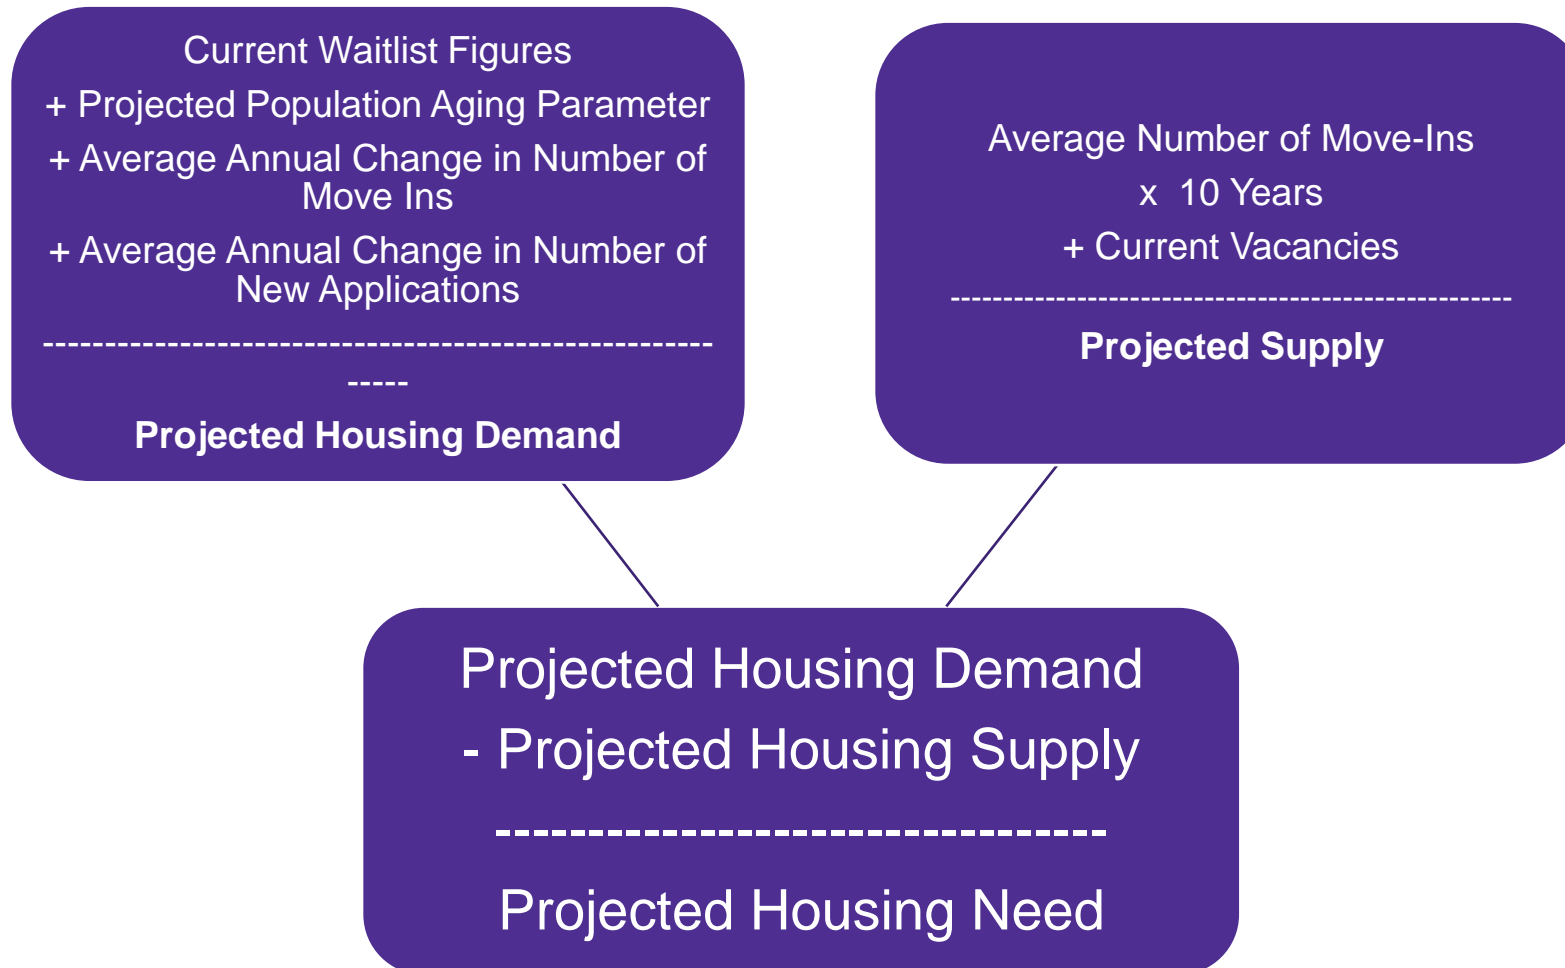 Current Waitlist Figures
+ Projected Population Aging Parameter
+ Average Annual Change in Number of
Move Ins
+ Average Annual Change in Number of
New Applications
------------------------------------------------------
-----
Projected Housing Demand
Average Number of Move-Ins
x 10 Years
+ Current Vacancies
------------------------------------------------------
Projected Supply
Projected Housing Demand
- Projected Housing Supply
---------------------------------
Projected Housing Need